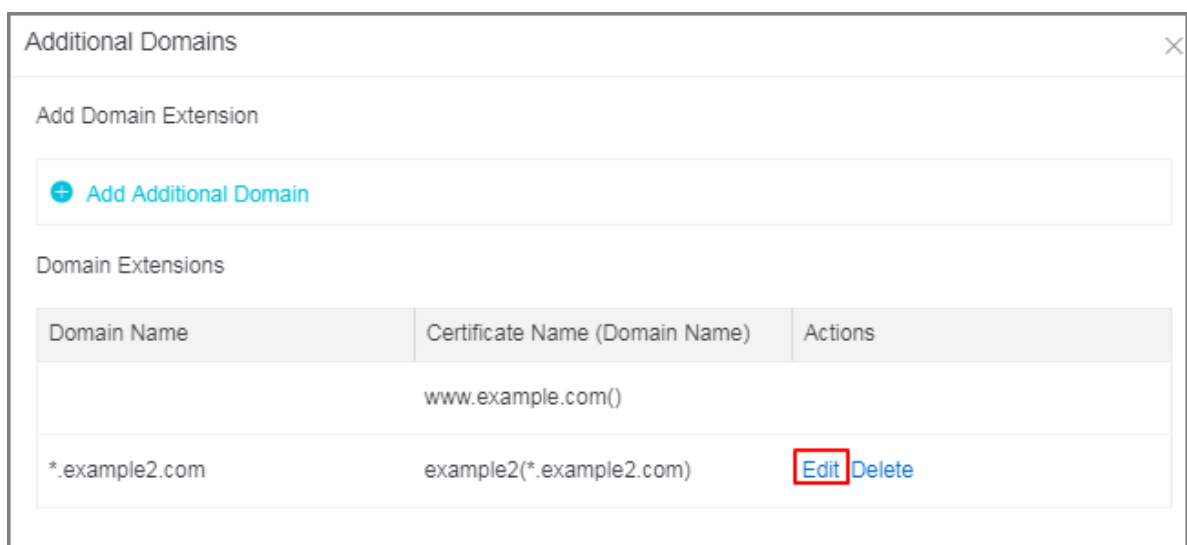 Additional Domains
Add Domain Extension
Add Additional Domain
Domain Extensions
Domain Name Certificate Name (Domain Name) Actions
www.example.com()
*.example2.com example2(*.example2.com) Edit Delete